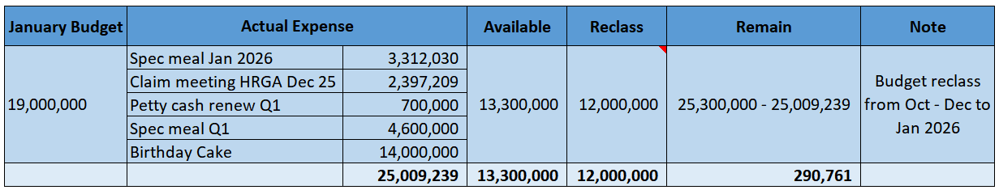 January Budget Actual Expense Available Reclass Remain Note
Spec meal Jan 2026 3,312,030
Claim meeting HRGA Dec 25 2,397,209
19,000,000 Petty cash renew Q1 700,000 13,300,000 12,000,000 25,300,000 - 25,009,239 Budget reclass
from Oct - Dec to
Jan 2026
Spec meal Q1 4,600,000
Birthday Cake 14,000,000
25,009,239 13,300,000 12,000,000 290,761